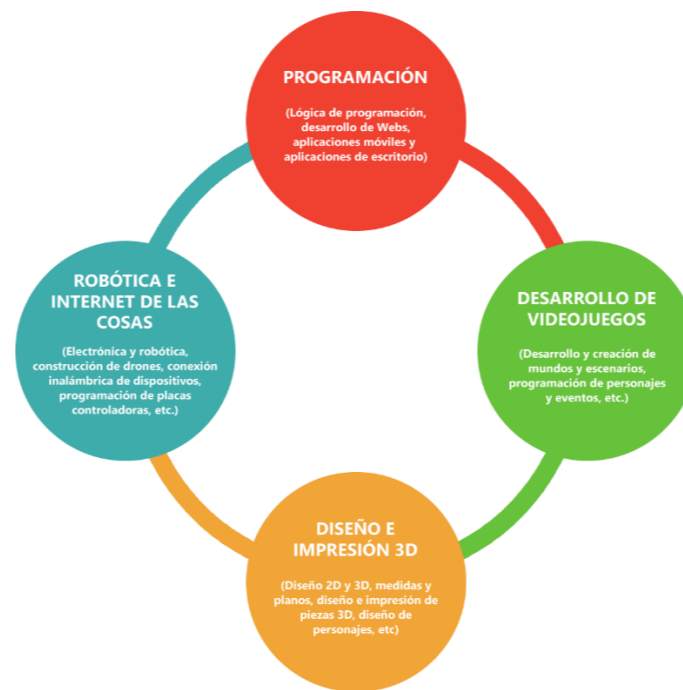 PROGRAMACIÓN
(Lógica de programación,
desarrollo de Webs,
aplicaciones móviles y
aplicaciones de escritorio)
ROBÓTICA E
INTERNET DE LAS
COSAS
(Electrónica y robótica,
construcción de drones, conexión
inalámbrica de dispositivos,
programación de placas
controladoras, etc.)
DESARROLLO DE
VIDEOJUEGOS
(Desarrollo y creación de
mundos y escenarios,
programación de personajes
y eventos, etc.)
DISEÑO E
IMPRESIÓN 3D
(Diseño 2D y 3D, medidas y
planos, diseño e impresión de
piezas 3D, diseño de
personajes, etc)